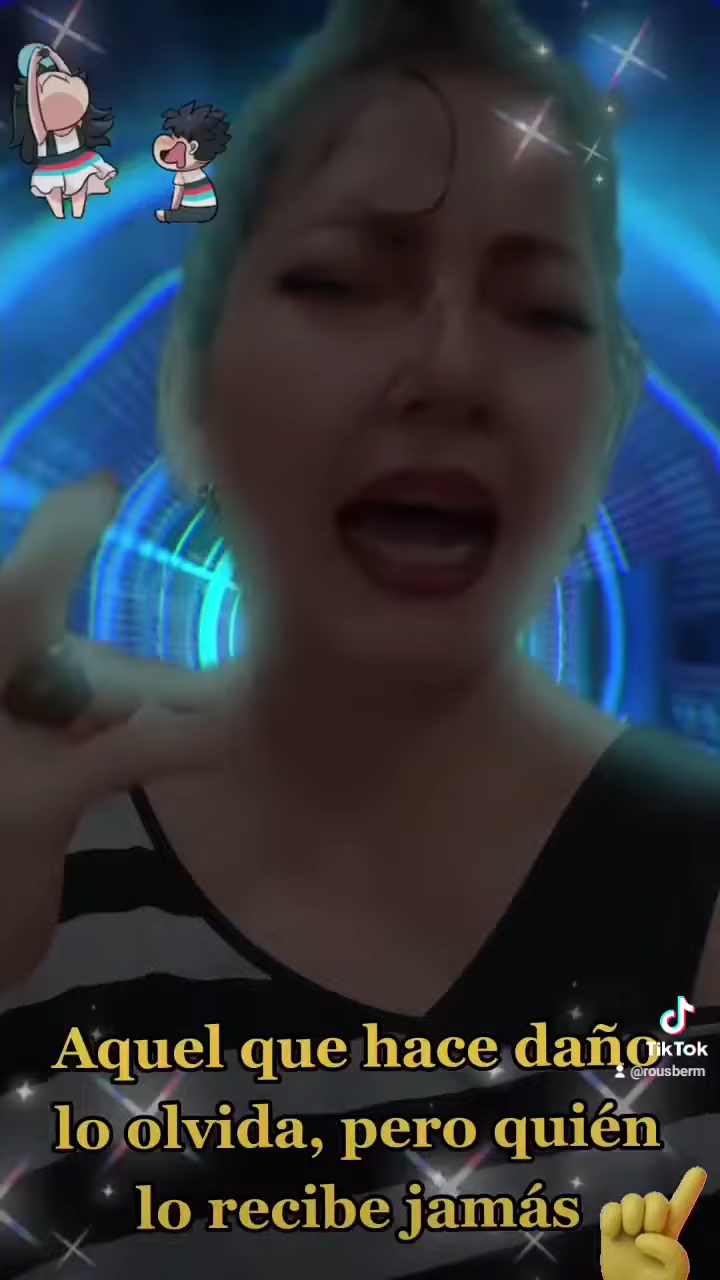 Aquel que hace daño
lo olvida, pero quién
lo recibe jamás
TikTok
@rousberm